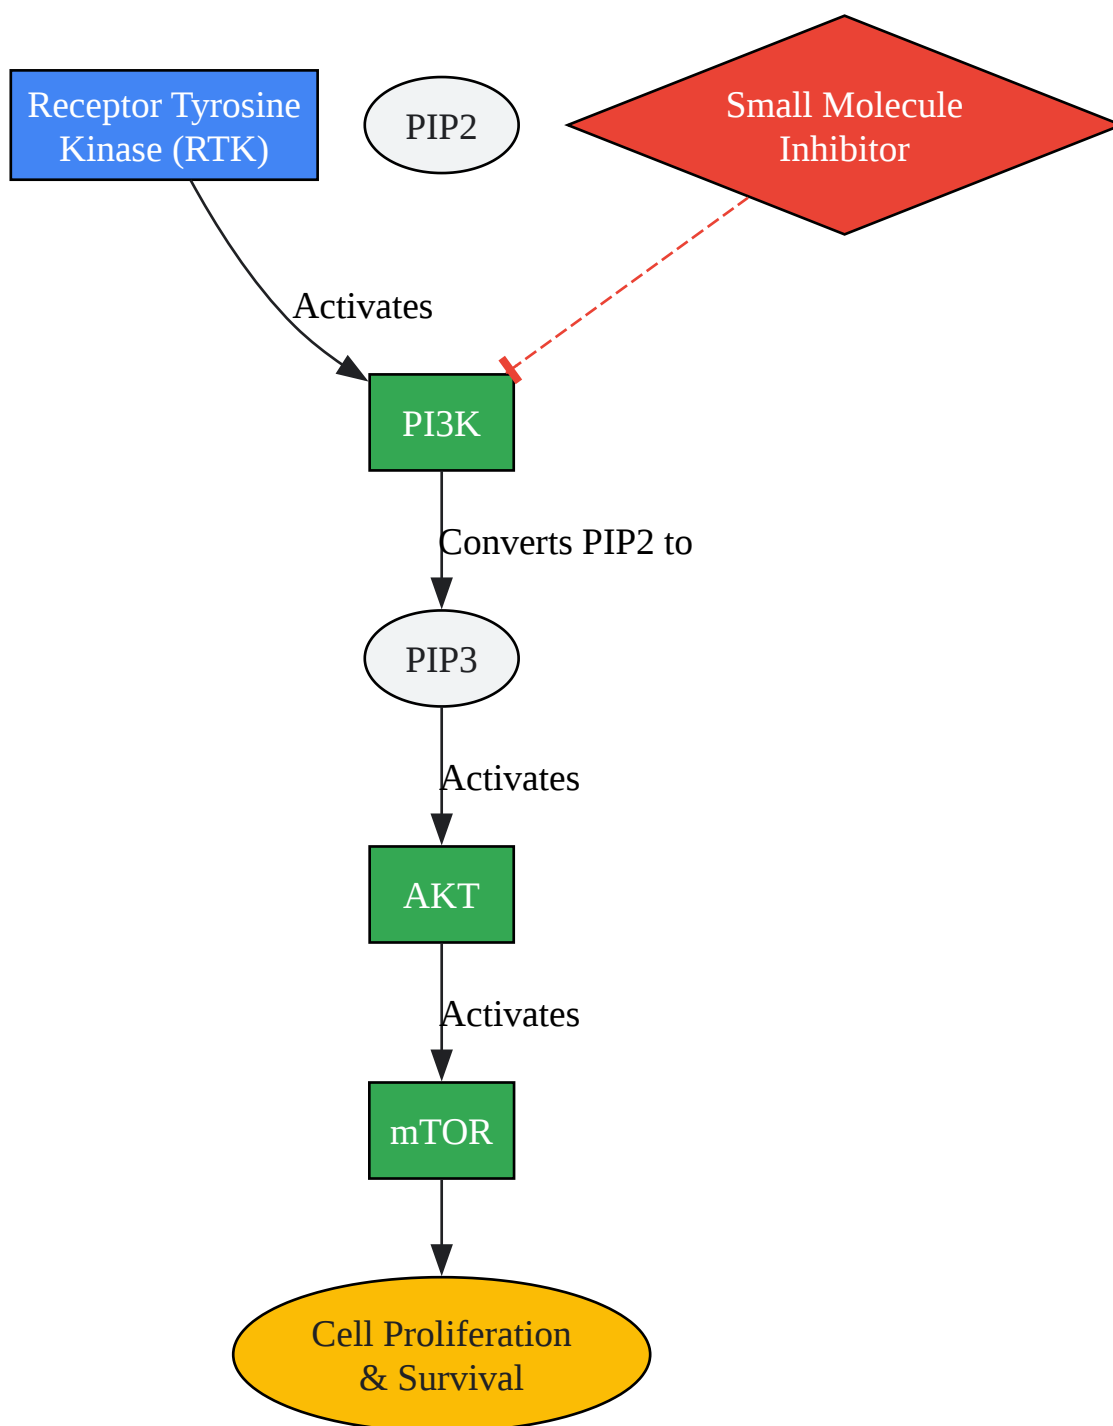 Receptor Tyrosine
Kinase (RTK)
PIP2
Small Molecule
Inhibitor
Activates
PI3K
Converts PIP2 to
PIP3
Activates
AKT
Activates
mTOR
Cell Proliferation
& Survival